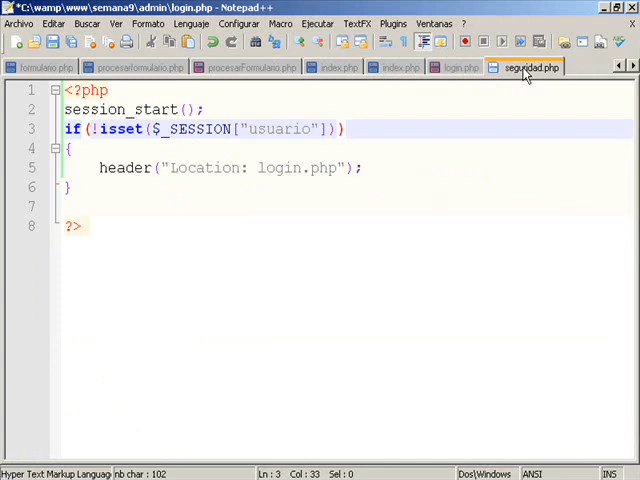 *C:\wamp\www\semana9\admin\login.php - Notepad++
Archivo Editar Buscar Ver Formato Lenguaje Configurar Macro Ejecutar TextFX Plugins Ventanas ?
formulario.php procesarformulario.php procesarFormulario.php index.php index.php login.php seguridad.php
1 <?php
2 session_start();
3 if(!isset($_SESSION["usuario"]))
4 {
5 header("Location: login.php");
6 }
7
8 ?>
Hyper Text Markup Language nb char : 102 Ln : 3 Col : 33 Sel : 0 Dos\Windows ANSI INS